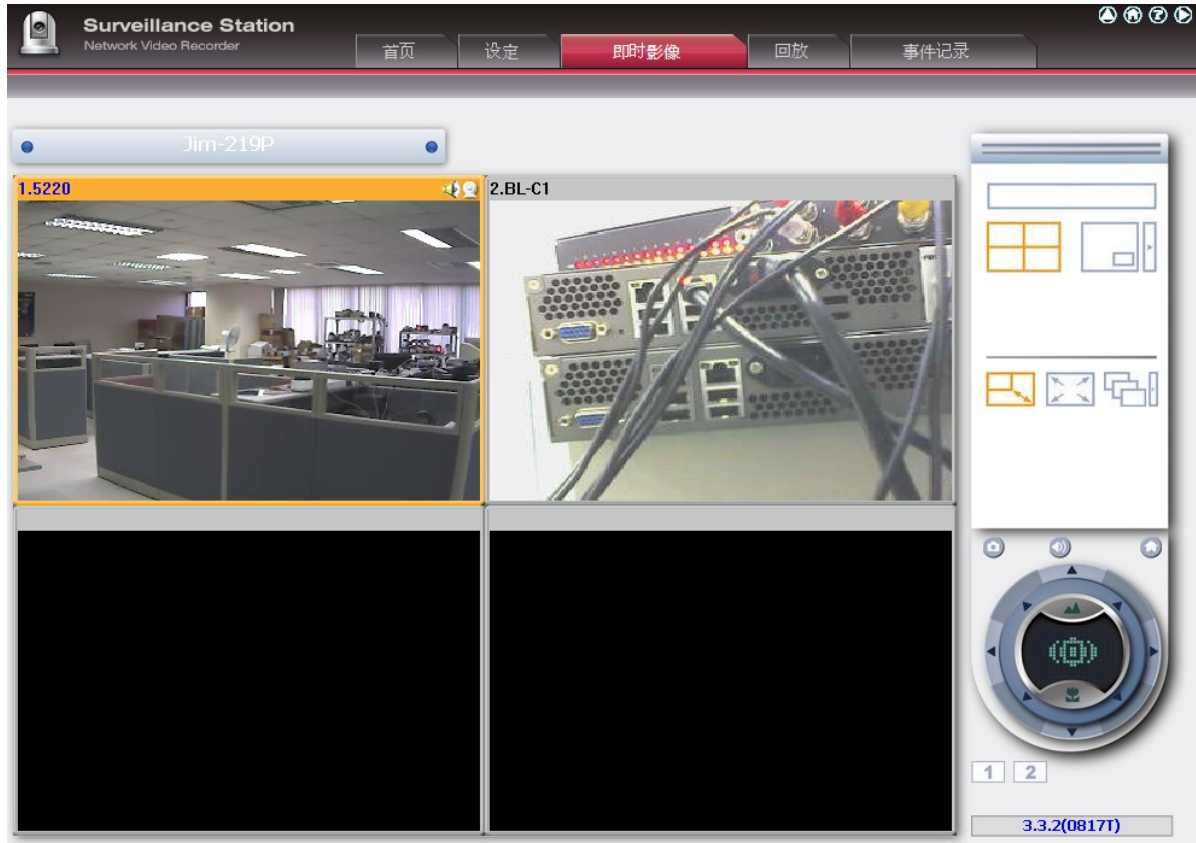 Surveillance Station
Network Video Recorder
首页
设定
即时影像
回放
事件记录
Jim-219P
1.5220
2.BL-C1
1
2
3.3.2(0817T)